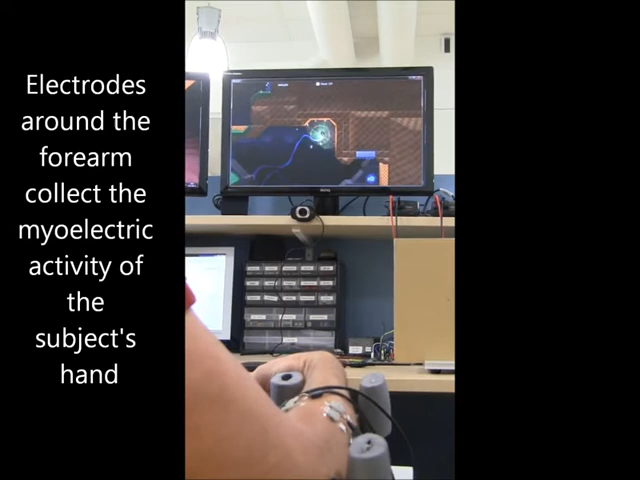 Electrodes
around the
forearm
collect the
myoelectric
activity of
the
subject's
hand